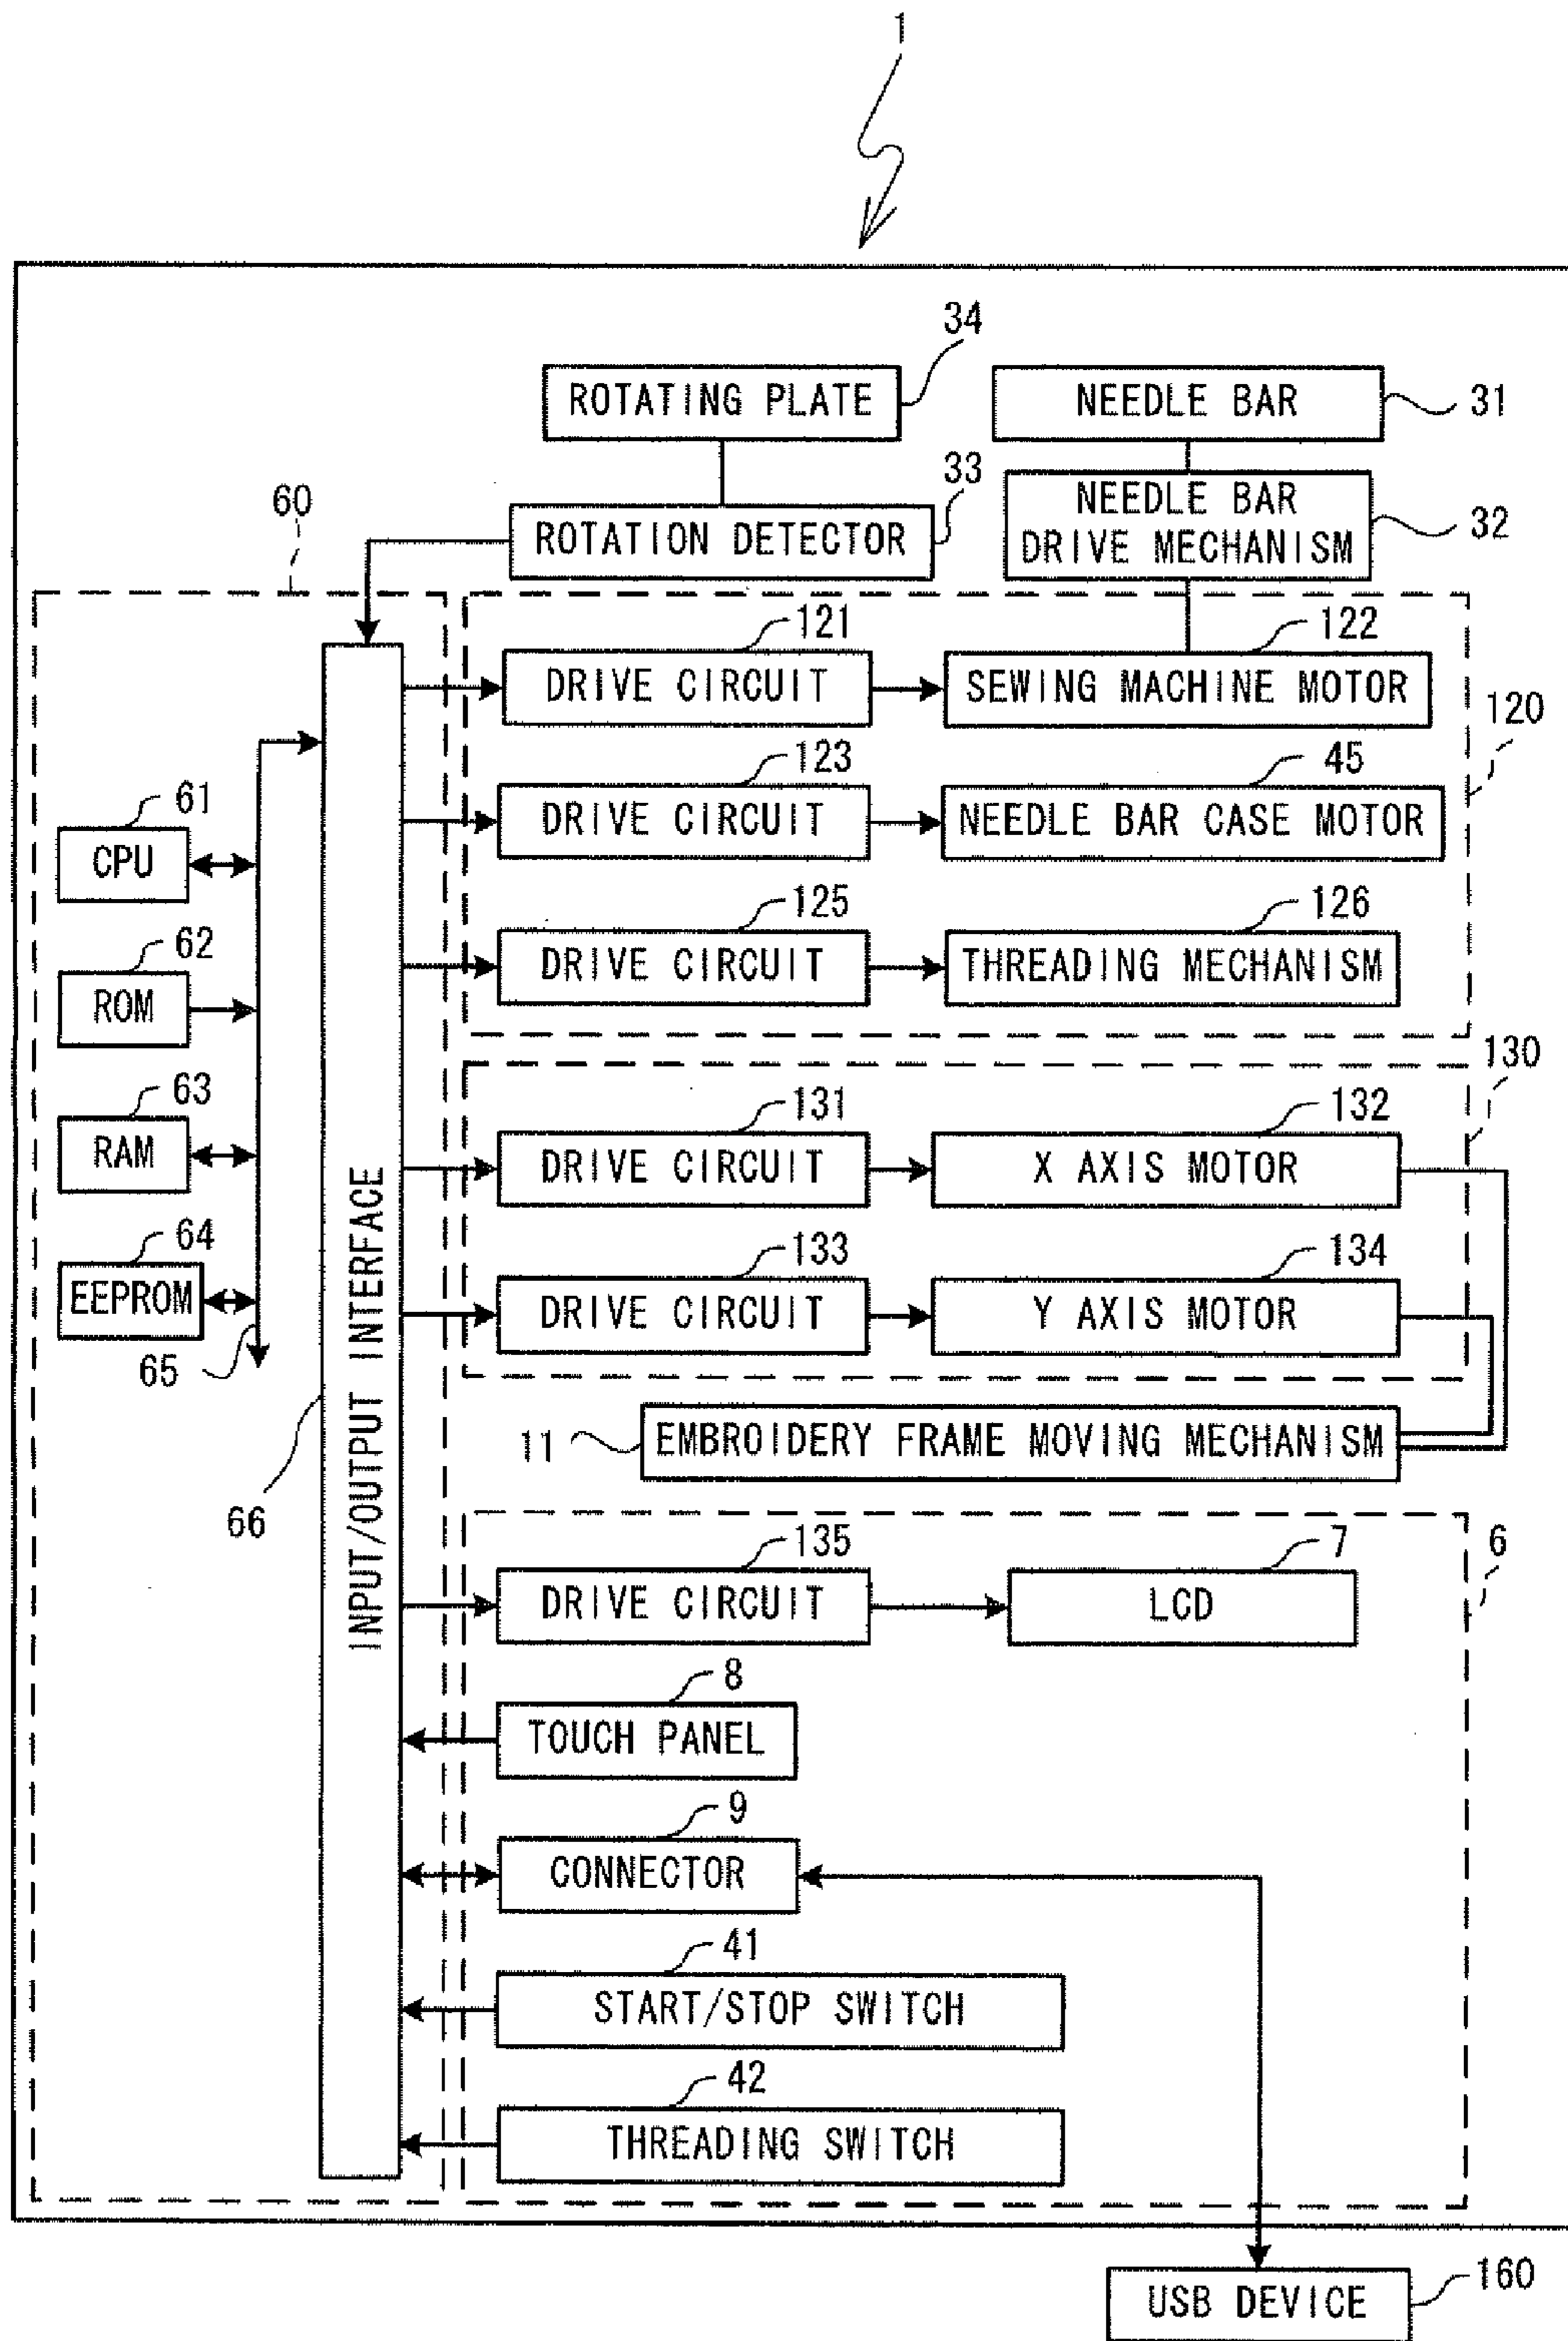 1
34
ROTATING PLATE
NEEDLE BAR
31
33
60
ROTATION DETECTOR
NEEDLE BAR
DRIVE MECHANISM
32
121
122
DRIVE CIRCUIT
SEWING MACHINE MOTOR
120
123
45
61
DRIVE CIRCUIT
NEEDLE BAR CASE MOTOR
CPU
125
126
62
DRIVE CIRCUIT
THREADING MECHANISM
ROM
130
63
131
132
RAM
DRIVE CIRCUIT
X AXIS MOTOR
64
133
134
EEPROM
DRIVE CIRCUIT
Y AXIS MOTOR
65
INPUT/OUTPUT INTERFACE
11
EMBROIDERY FRAME MOVING MECHANISM
66
135
7
6
DRIVE CIRCUIT
LCD
8
TOUCH PANEL
9
CONNECTOR
41
START/STOP SWITCH
42
THREADING SWITCH
160
USB DEVICE